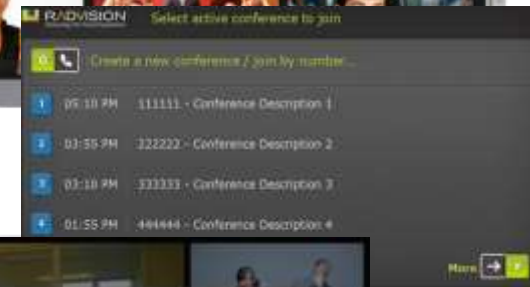 RADVISION Select active conference to join
0 Create a new conference / join by number...
1 05:10 PM 111111 - Conference Description 1
2 03:55 PM 222222 - Conference Description 2
3 03:10 PM 333333 - Conference Description 3
4 01:55 PM 444444 - Conference Description 4
More